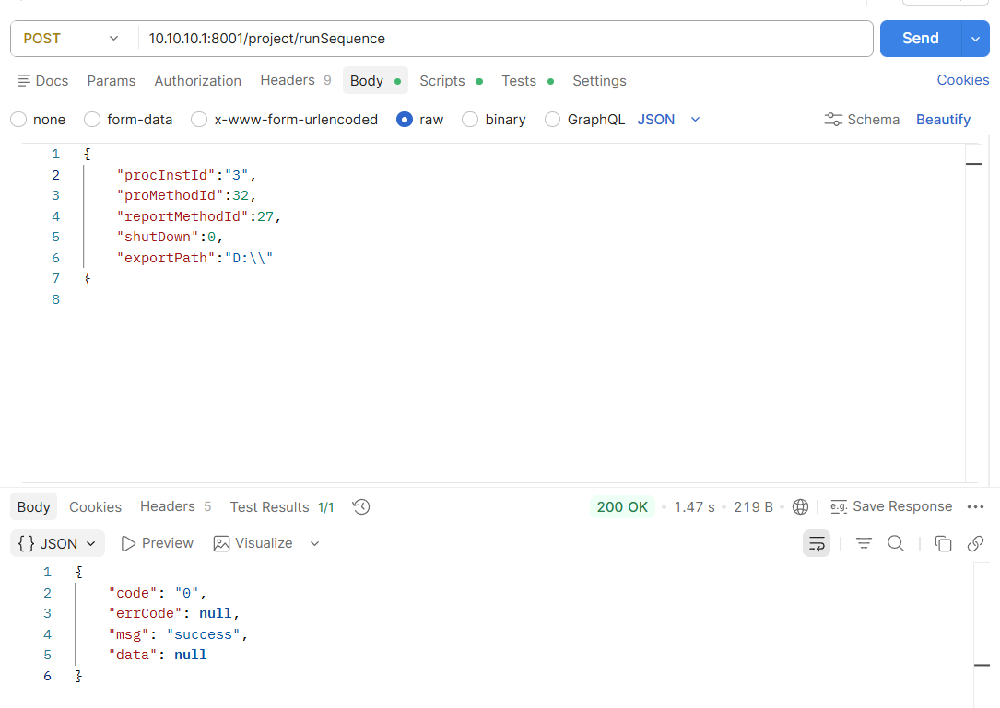 POST 10.10.10.1:8001/project/runSequence Send
Docs Params Authorization Headers 9 Body Scripts Tests Settings Cookies
none form-data x-www-form-urlencoded raw binary GraphQL JSON Schema Beautify
1 {
2 "procInstId":"3",
3 "proMethodId":32,
4 "reportMethodId":27,
5 "shutDown":0,
6 "exportPath":"D:\\"
7 }
8
Body Cookies Headers 5 Test Results 1/1 200 OK 1.47 s 219 B e.g. Save Response
{} JSON Preview Visualize
1 {
2 "code": "0",
3 "errCode": null,
4 "msg": "success",
5 "data": null
6 }